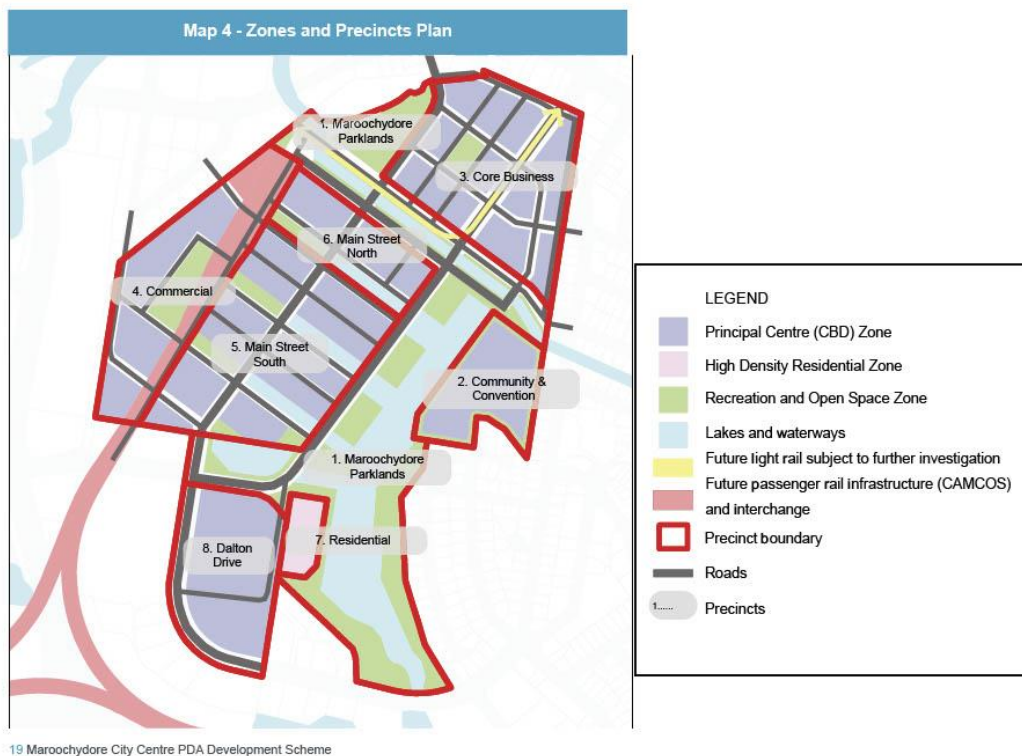 Map 4 - Zones and Precincts Plan
1. Maroochydore
Parklands
3. Core Business
6. Main Street
North
4. Commercial
5. Main Street
South
2. Community &
Convention
1. Maroochydore
Parklands
7. Residential
8. Dalton
Drive
LEGEND
Principal Centre (CBD) Zone
High Density Residential Zone
Recreation and Open Space Zone
Lakes and waterways
Future light rail subject to further investigation
Future passenger rail infrastructure (CAMCOS)
and interchange
Precinct boundary
Roads
1...... Precincts
19 Maroochydore City Centre PDA Development Scheme